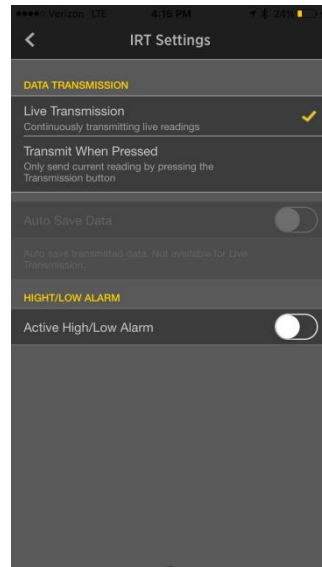 Verizon LTE 4:15 PM 24%
IRT Settings
DATA TRANSMISSION
Live Transmission
Continuously transmitting live readings
Transmit When Pressed
Only send current reading by pressing the
Transmission button
Auto Save Data
Auto save transmitted data. Not available for Live
Transmission.
HIGHT/LOW ALARM
Active High/Low Alarm